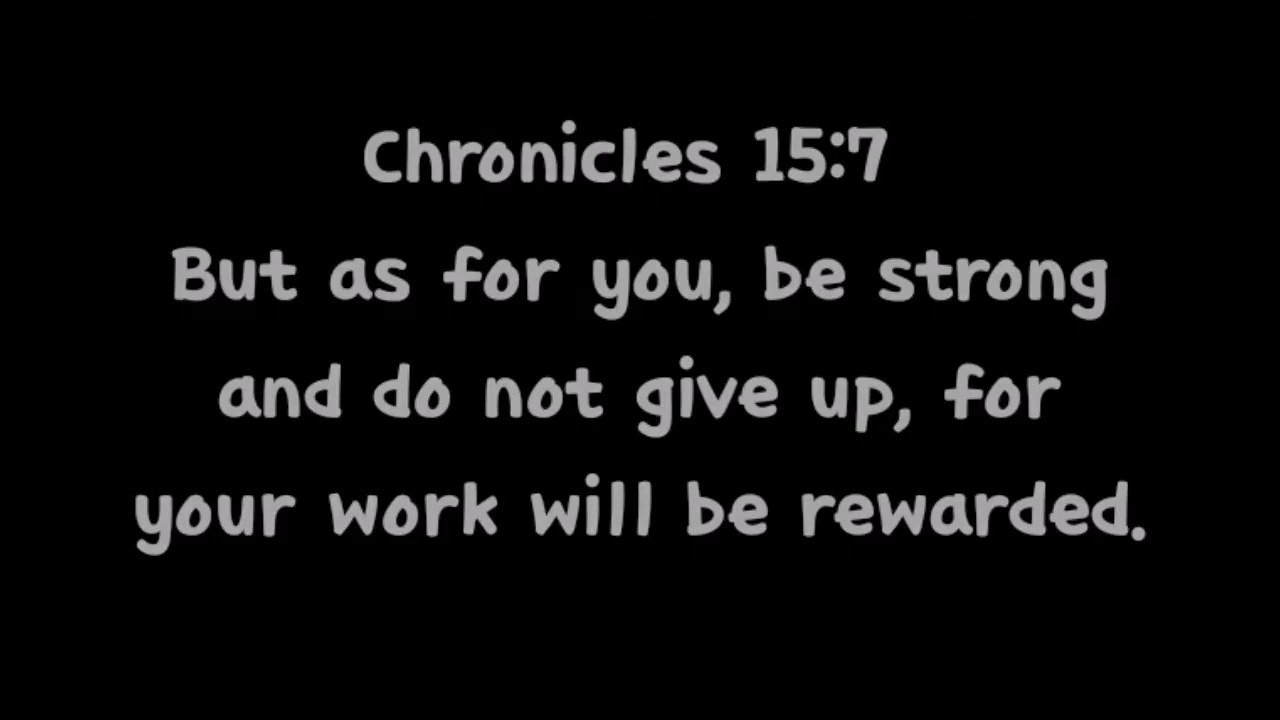 Chronicles 15:7
But as for you, be strong
and do not give up, for
your work will be rewarded.